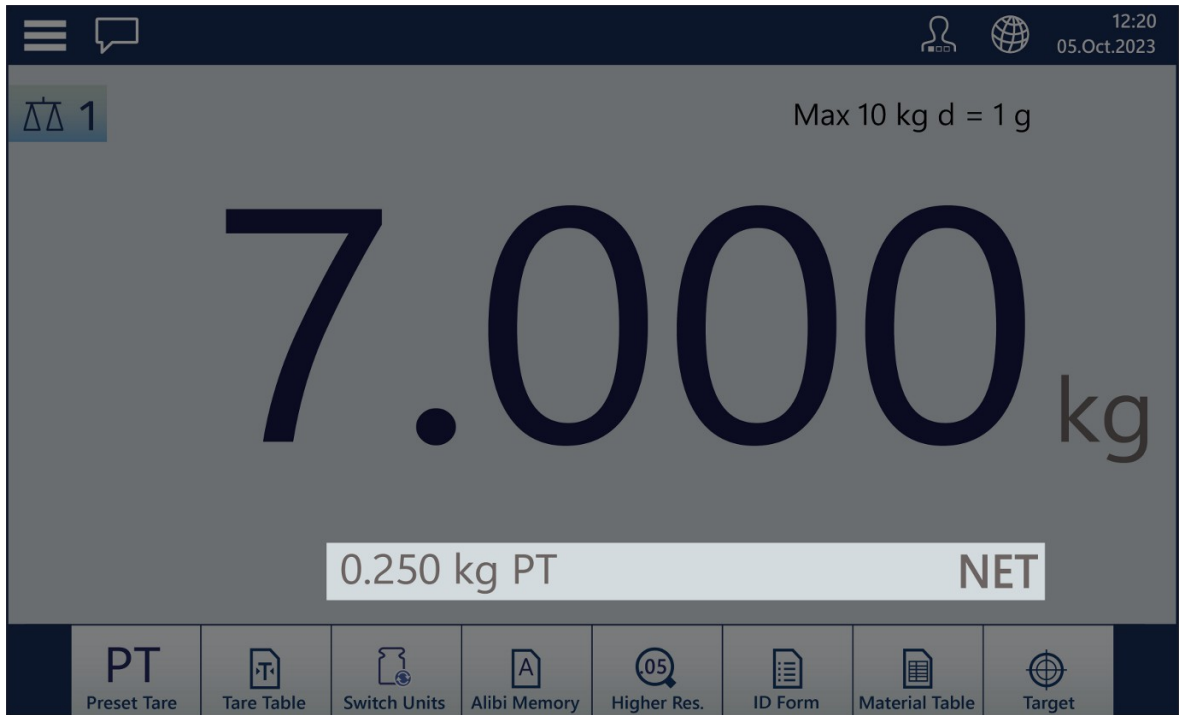 12:20
05.Oct.2023
1
Max 10 kg d = 1 g
7.000 kg
0.250 kg PT NET
PT
Preset Tare
T
Tare Table
Switch Units
A
Alibi Memory
.05
Higher Res.
ID Form
Material Table
Target